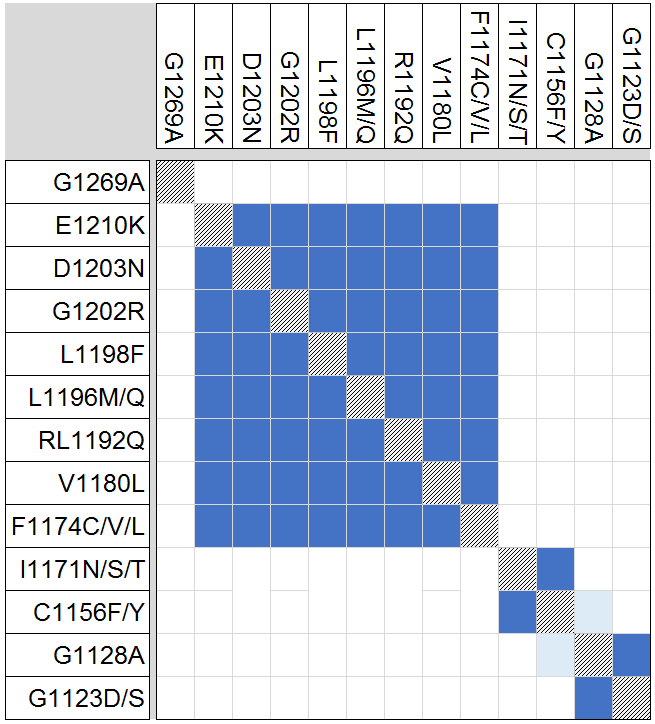 G1269A
E1210K
D1203N
G1202R
L1198F
L1196M/Q
R1192Q
V1180L
F1174C/V/L
I1171N/S/T
C1156F/Y
G1128A
G1123D/S
G1269A
E1210K
D1203N
G1202R
L1198F
L1196M/Q
RL1192Q
V1180L
F1174C/V/L
I1171N/S/T
C1156F/Y
G1128A
G1123D/S